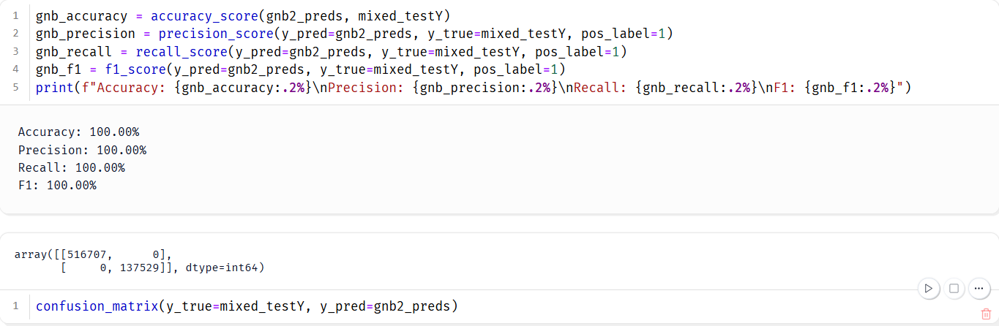 1 gnb_accuracy = accuracy_score(gnb2_preds, mixed_testY)
2 gnb_precision = precision_score(y_pred=gnb2_preds, y_true=mixed_testY, pos_label=1)
3 gnb_recall = recall_score(y_pred=gnb2_preds, y_true=mixed_testY, pos_label=1)
4 gnb_f1 = f1_score(y_pred=gnb2_preds, y_true=mixed_testY, pos_label=1)
5 print(f"Accuracy: {gnb_accuracy:.2%}\nPrecision: {gnb_precision:.2%}\nRecall: {gnb_recall:.2%}\nF1: {gnb_f1:.2%}")
Accuracy: 100.00%
Precision: 100.00%
Recall: 100.00%
F1: 100.00%
array([[516707,      0],
       [     0, 137529]], dtype=int64)
1 confusion_matrix(y_true=mixed_testY, y_pred=gnb2_preds)